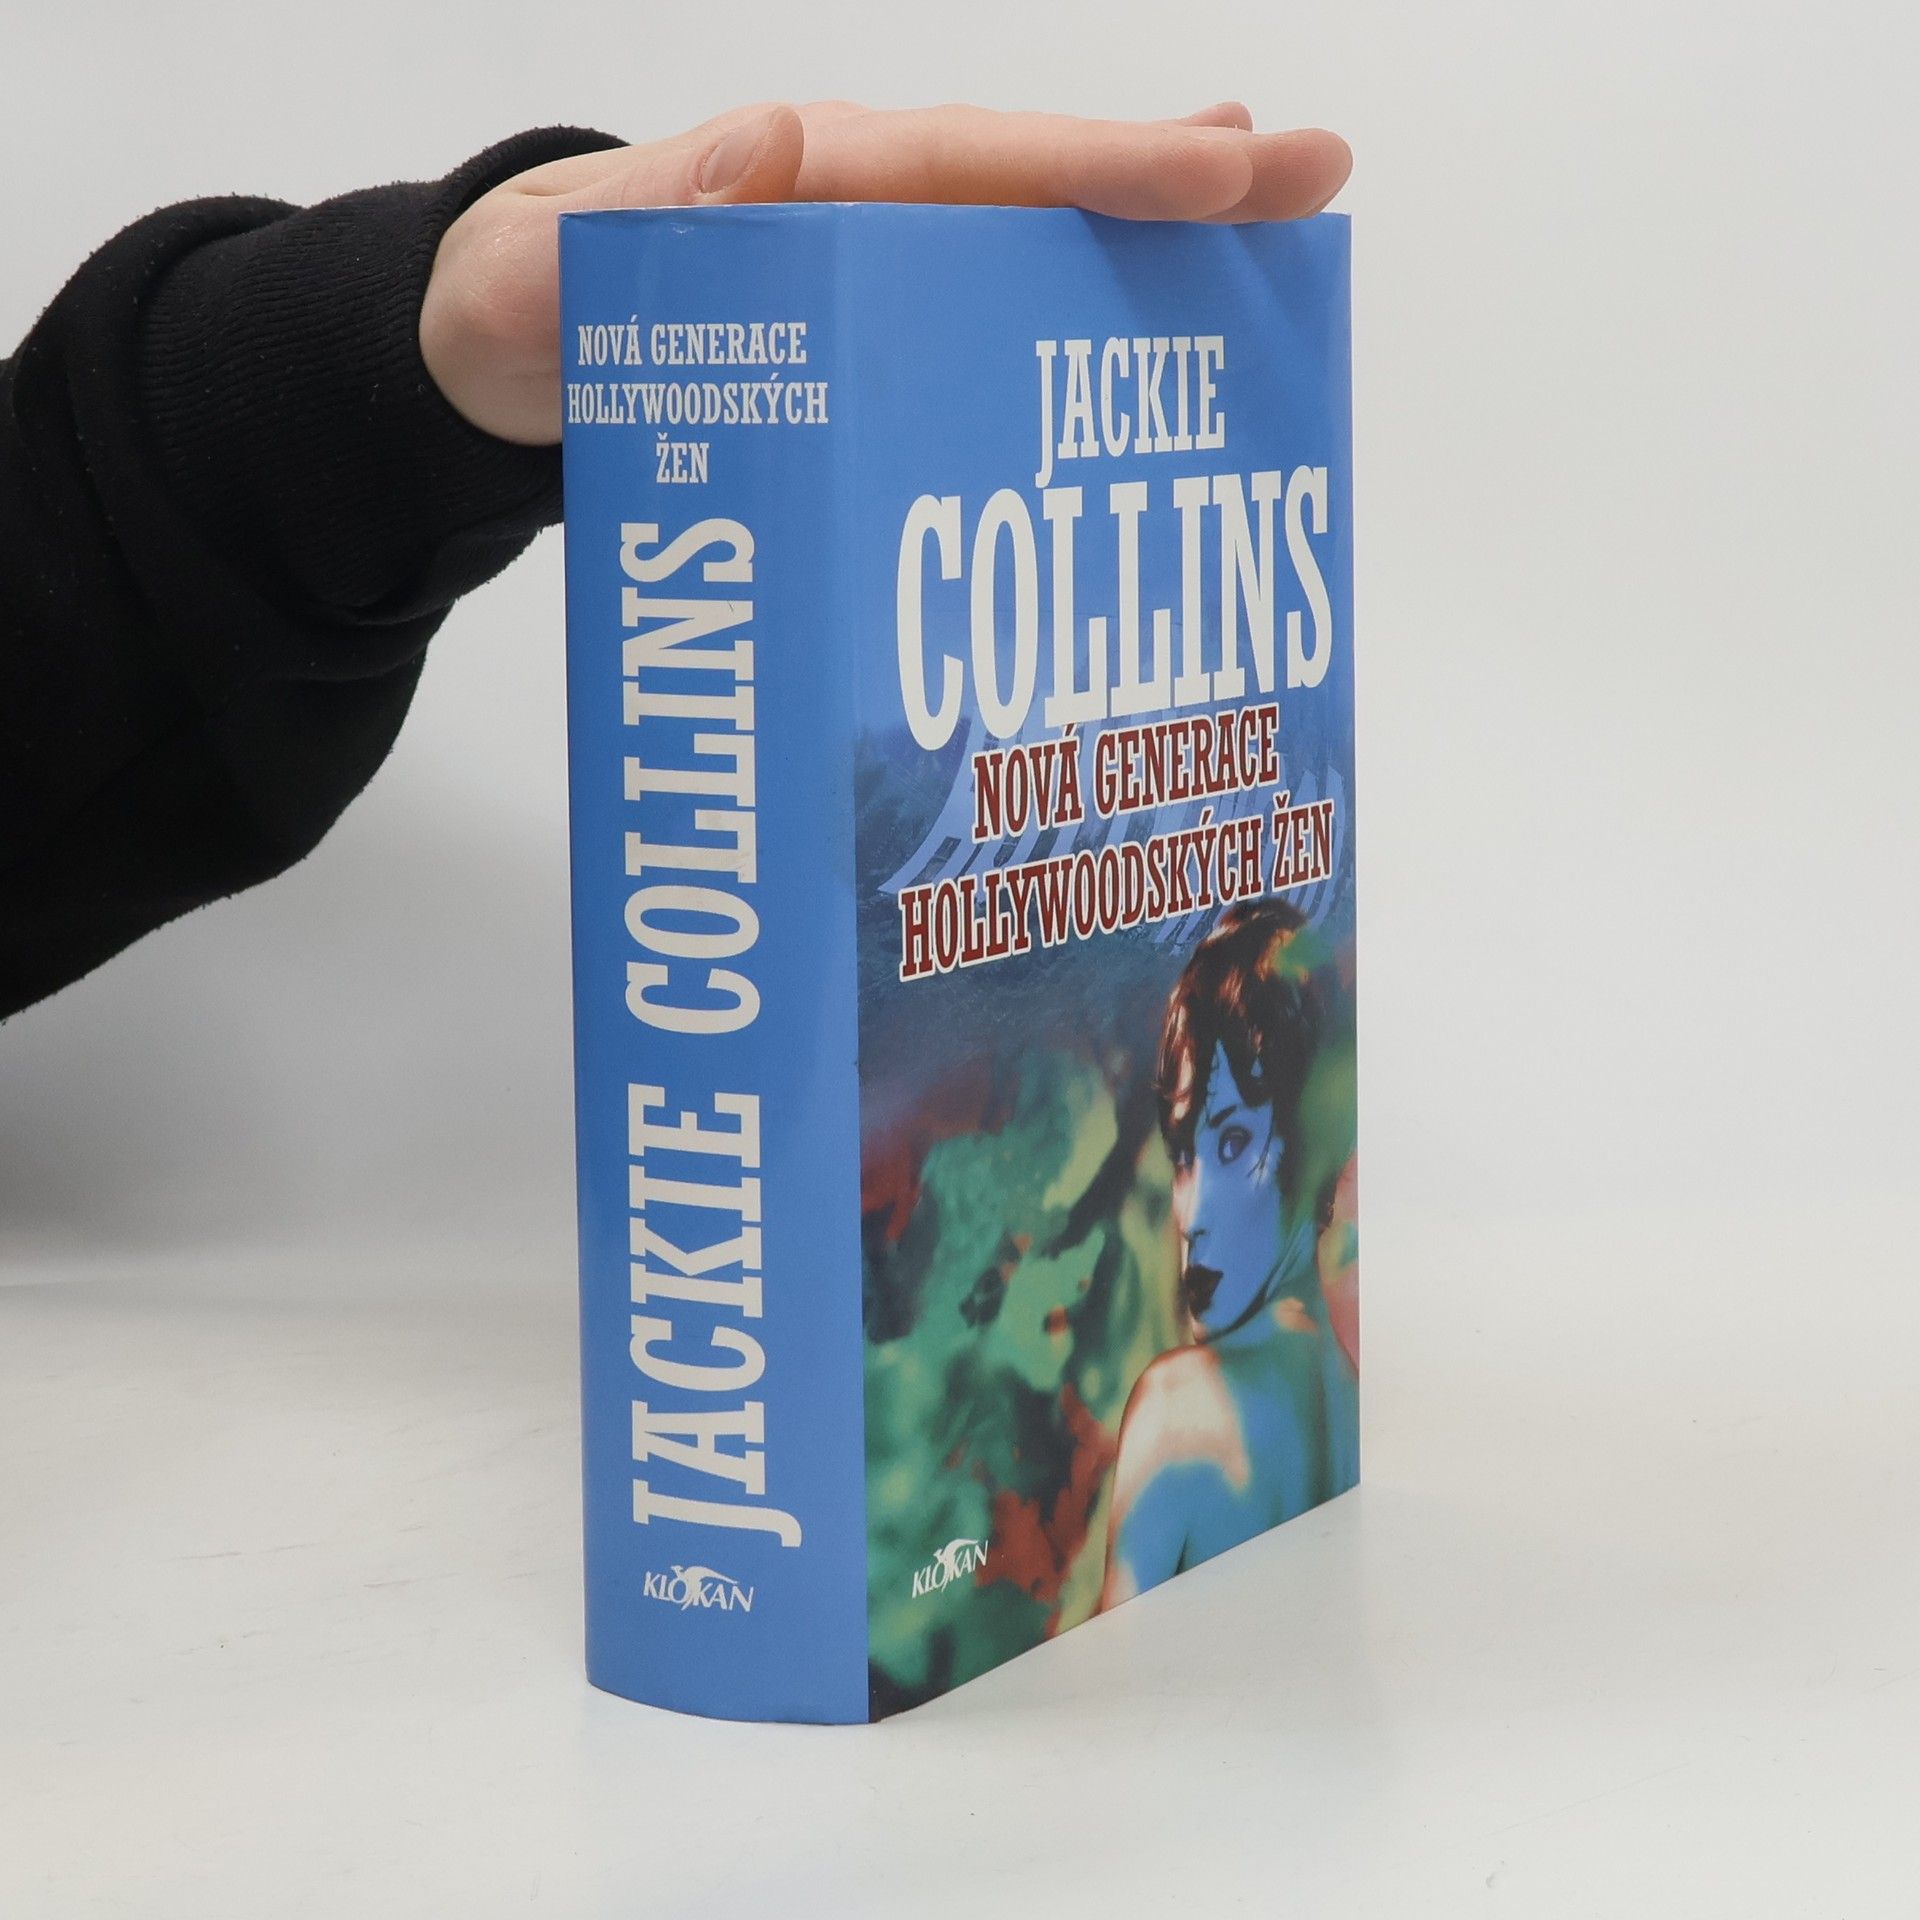 NOVÁ GENERACE
HOLLYWOODSKÝCH
ŽEN
JACKIE COLLINS
KLOKAN
JACKIE
COLLINS
NOVÁ GENERACE
HOLLYWOODSKÝCH ŽEN
KLOKAN